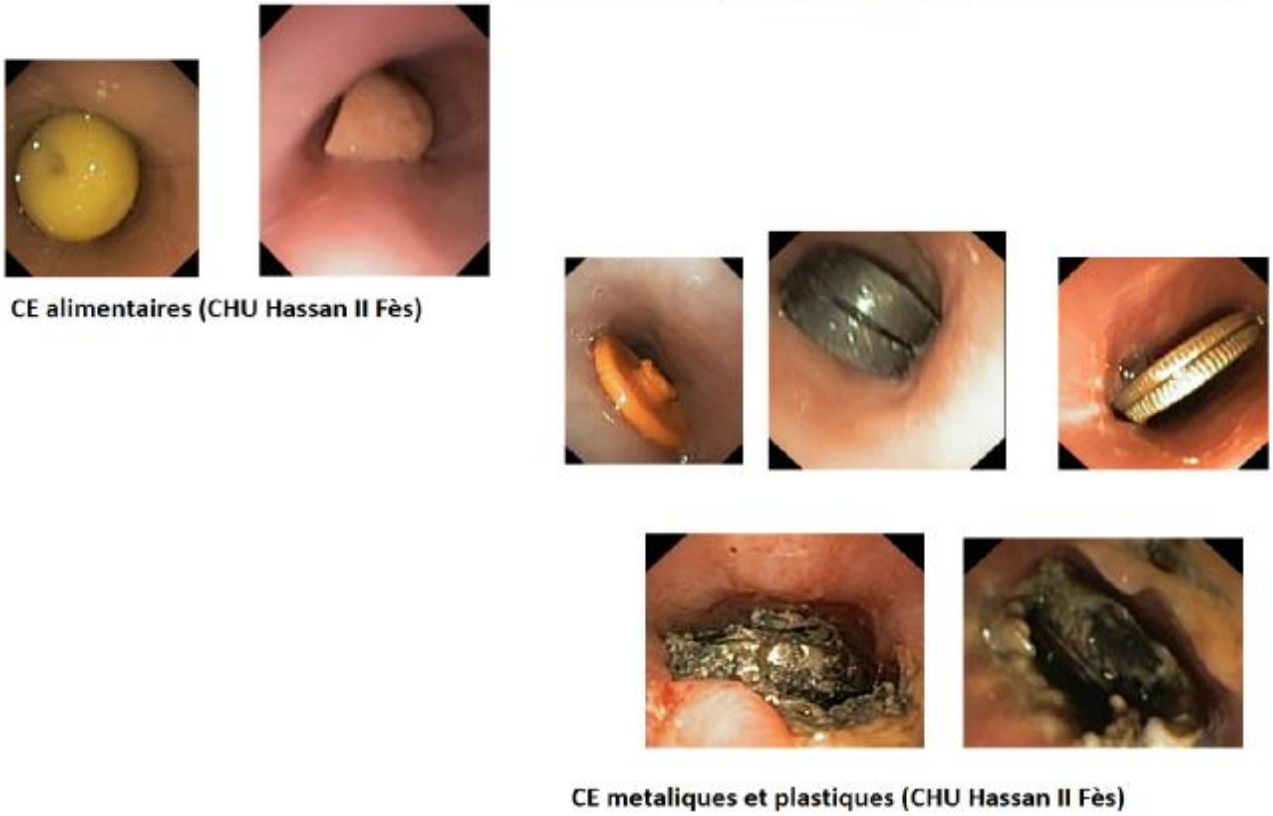 CE alimentaires (CHU Hassan II Fès)
CE metaliques et plastiques (CHU Hassan II Fès)